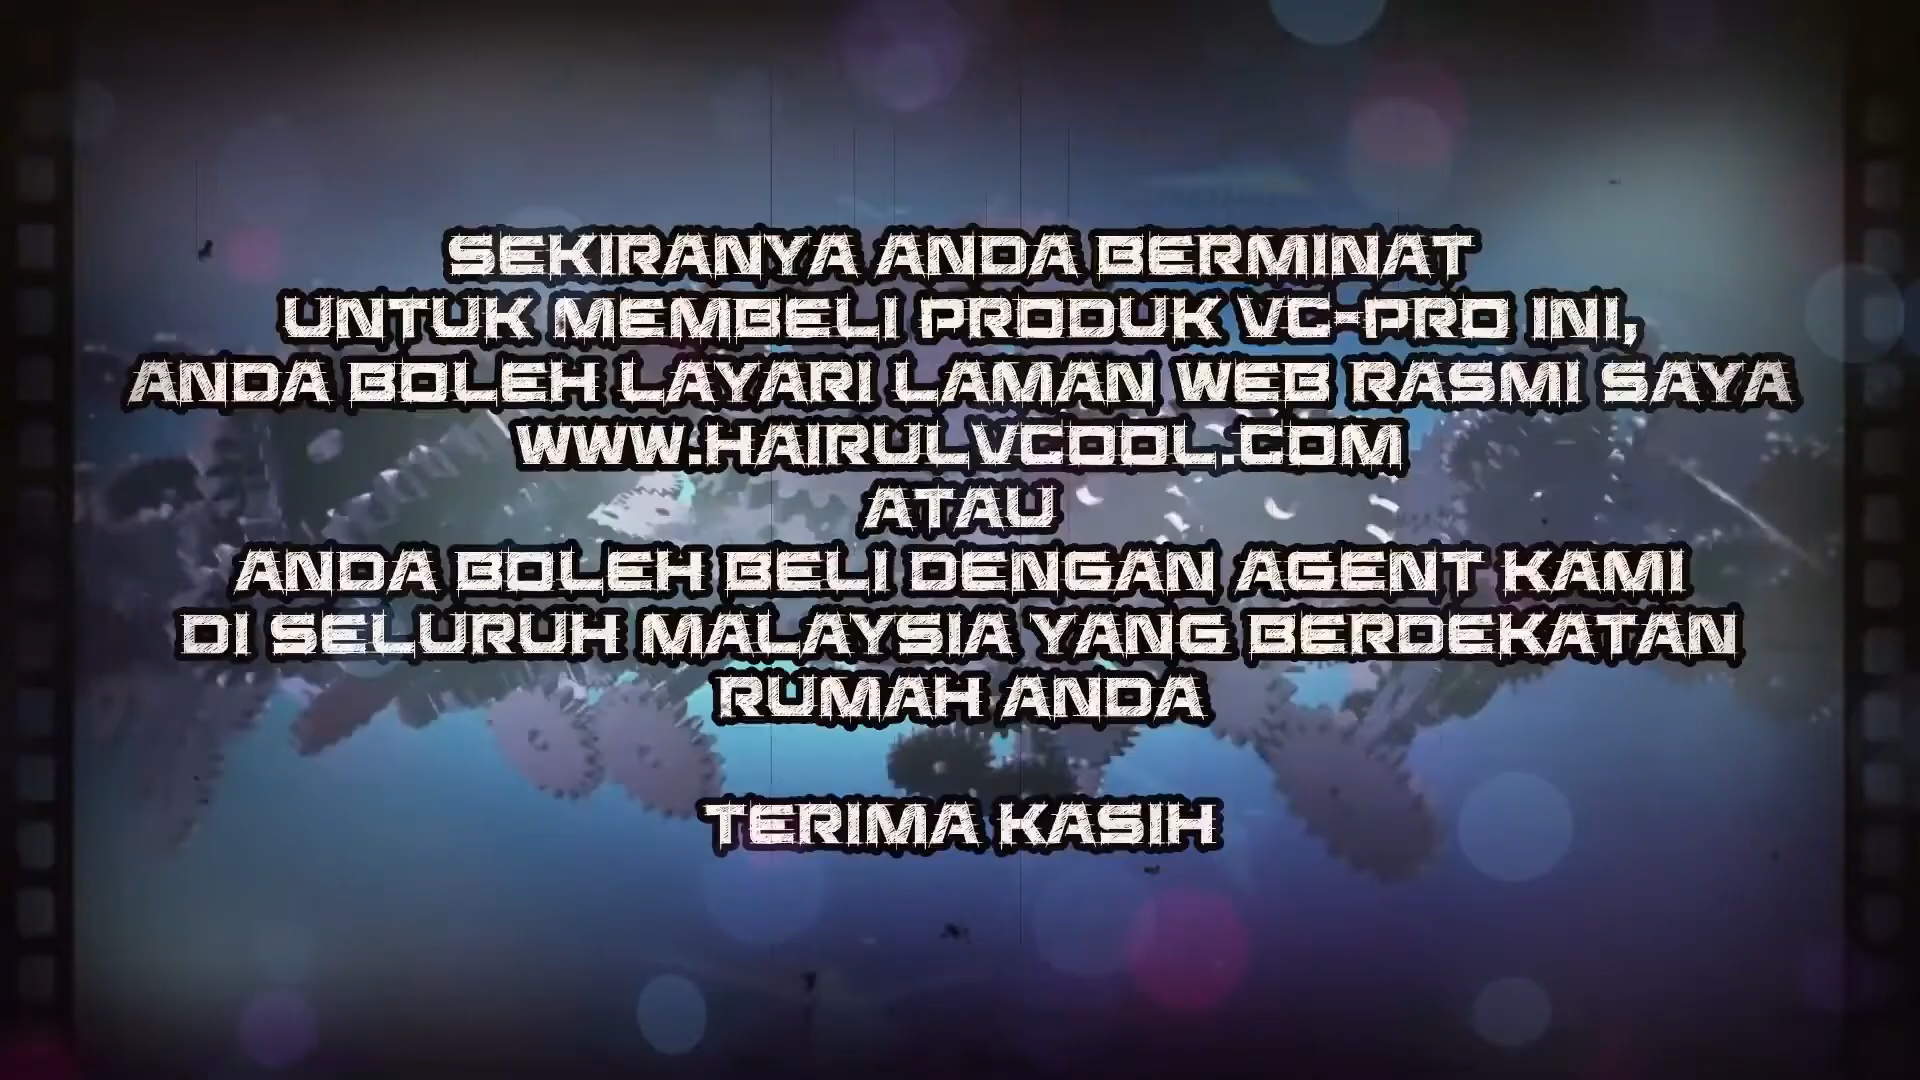 SEKIRANYA ANDA BERMINAT
UNTUK MEMBELI PRODUK VC-PRO INI,
ANDA BOLEH LAYARI LAMAN WEB RASMI SAYA
WWW.HAIRULVCOOL.COM
ATAU
ANDA BOLEH BELI DENGAN AGENT KAMI
DI SELURUH MALAYSIA YANG BERDEKATAN
RUMAH ANDA
TERIMA KASIH